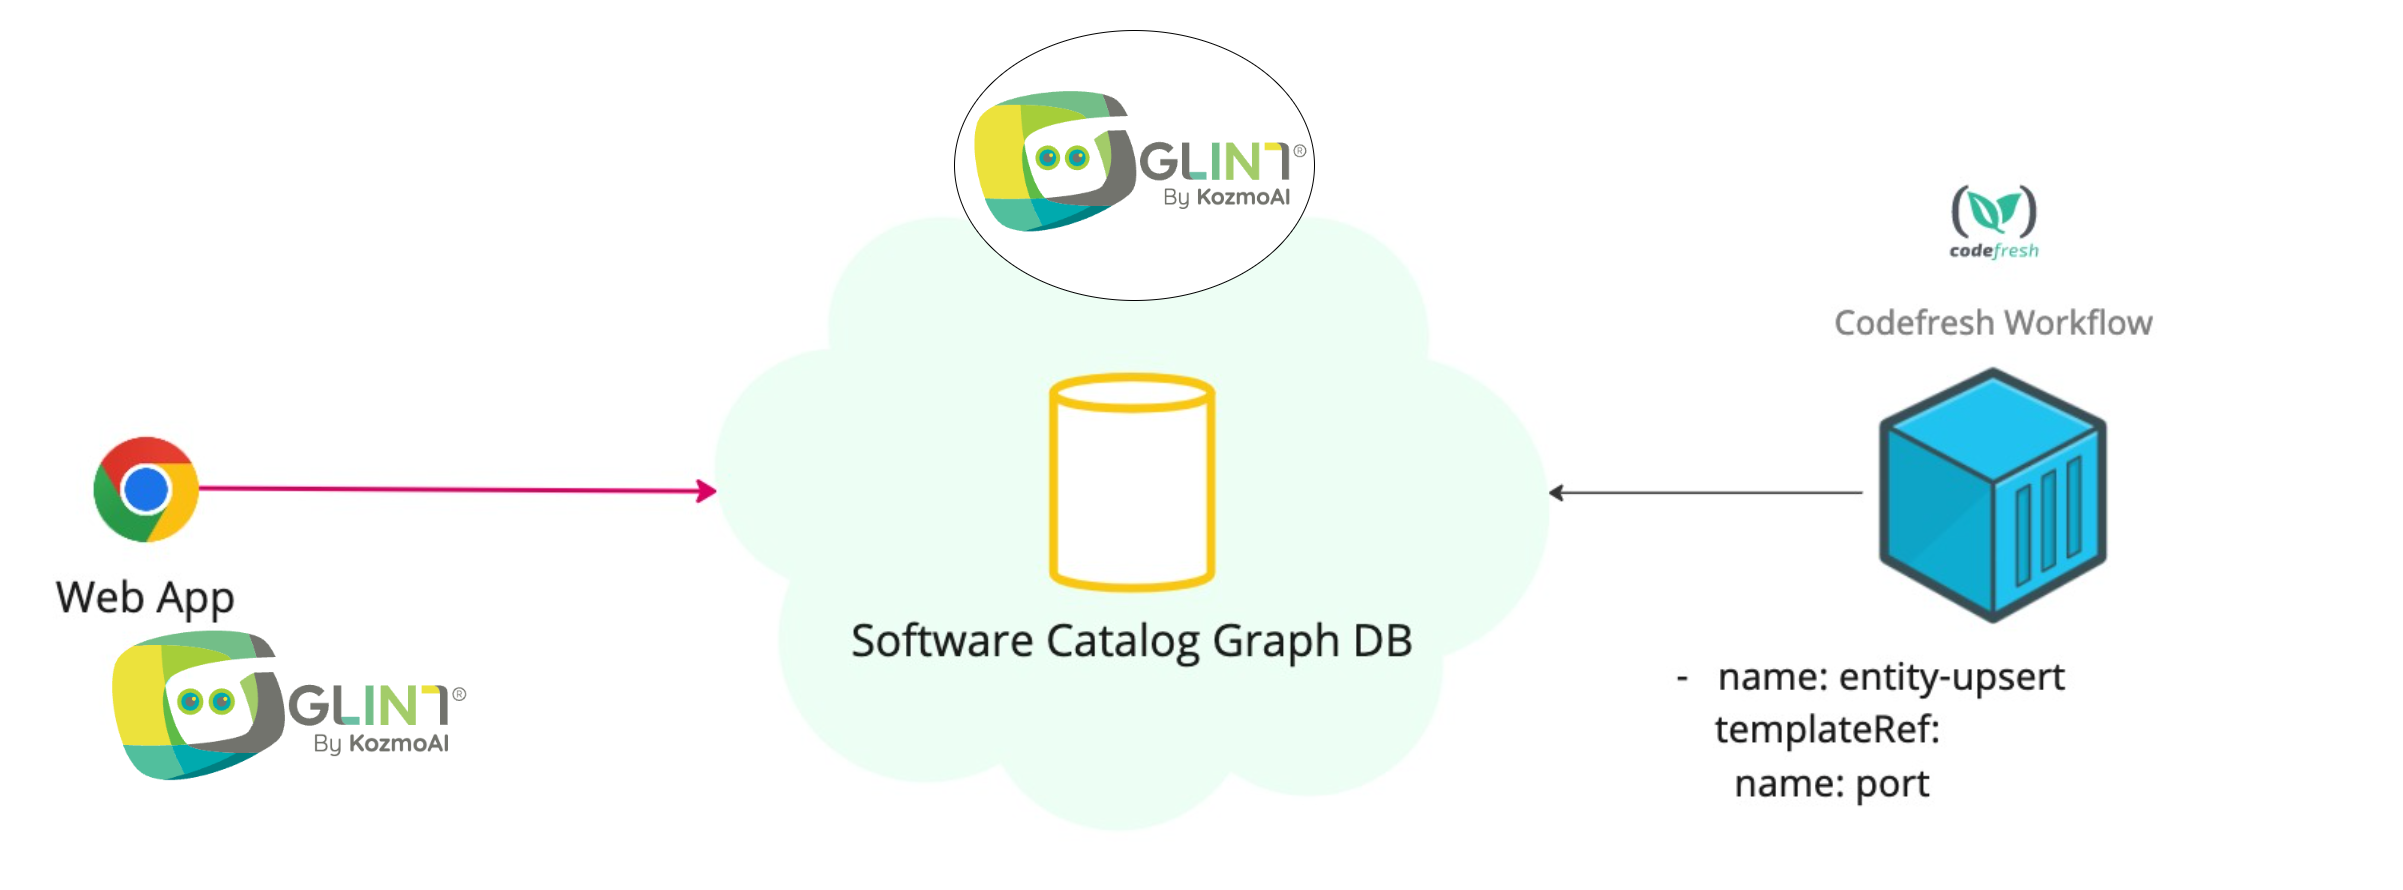 GLINT®
By KozmoAI
codefresh
Codefresh Workflow
Web App
GLINT®
By KozmoAI
Software Catalog Graph DB
- name: entity-upsert
templateRef:
name: port